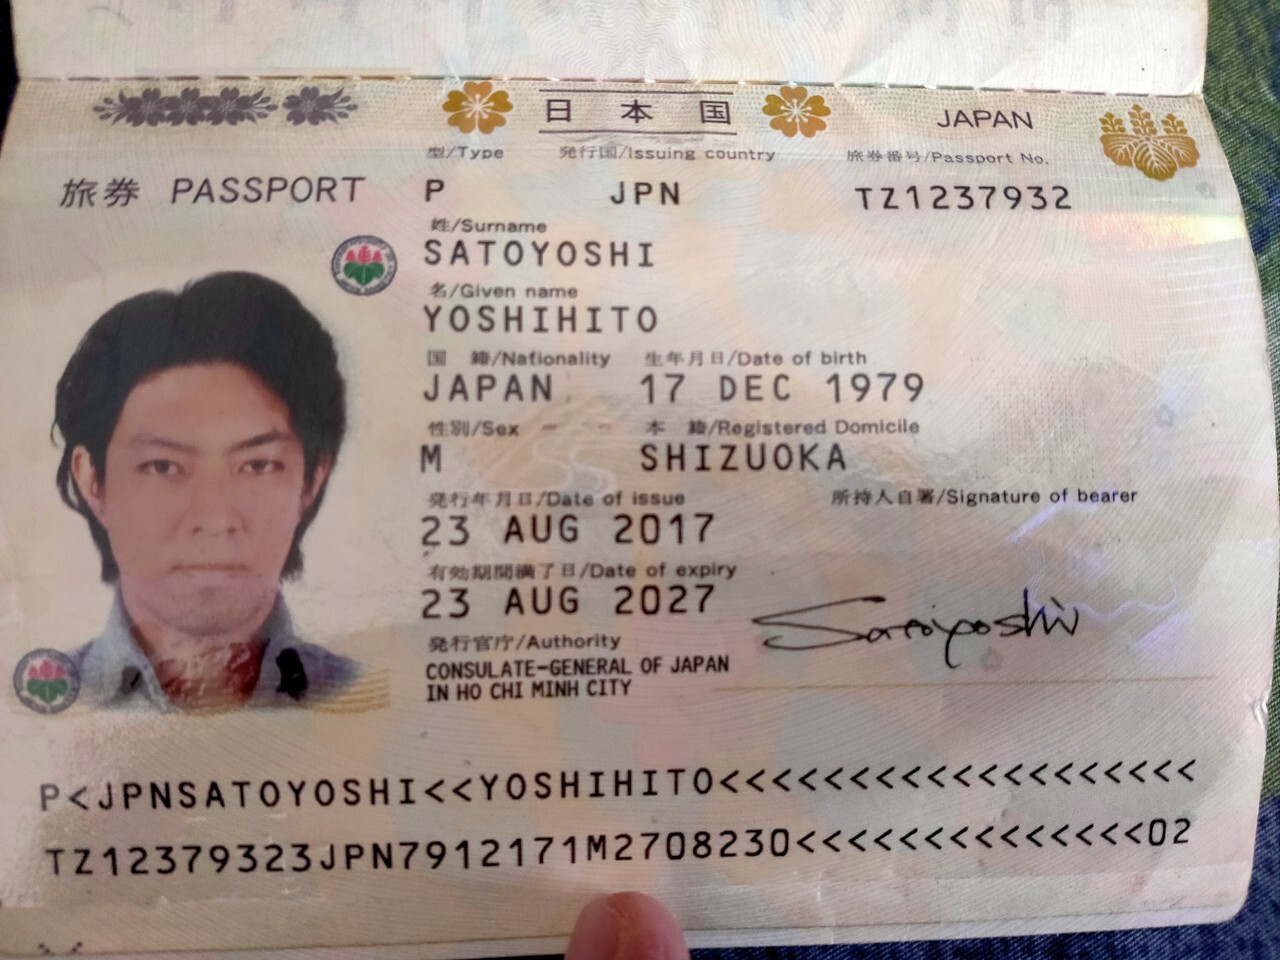 日本国 JAPAN
型/Type 発行国/Issuing country 旅券番号/Passport No.
旅券 PASSPORT P JPN TZ1237932
姓/Surname
SATOYOSHI
名/Given name
YOSHIHITO
国 籍/Nationality 生年月日/Date of birth
JAPAN 17 DEC 1979
性別/Sex 本 籍/Registered Domicile
M SHIZUOKA
発行年月日/Date of issue 所持人自署/Signature of bearer
23 AUG 2017
有効期間満了日/Date of expiry
23 AUG 2027 Satoyoshi
発行官庁/Authority
CONSULATE-GENERAL OF JAPAN
IN HO CHI MINH CITY
P<JPNSATOYOSHI<<YOSHIHITO<<<<<<<<<<<<<<<<<<<
TZ12379323JPN7912171M2708230<<<<<<<<<<<<<<02